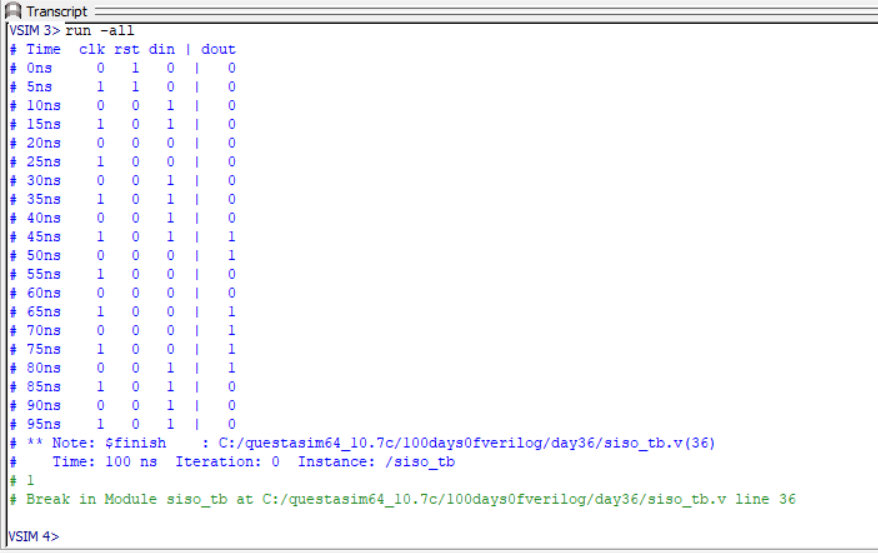 Transcript
VSIM 3> run -all
# Time  clk rst din | dout
# 0ns     0   1   0 |   0
# 5ns     1   1   0 |   0
# 10ns    0   0   1 |   0
# 15ns    1   0   1 |   0
# 20ns    0   0   0 |   0
# 25ns    1   0   0 |   0
# 30ns    0   0   1 |   0
# 35ns    1   0   1 |   0
# 40ns    0   0   1 |   0
# 45ns    1   0   1 |   1
# 50ns    0   0   0 |   1
# 55ns    1   0   0 |   0
# 60ns    0   0   0 |   0
# 65ns    1   0   0 |   1
# 70ns    0   0   0 |   1
# 75ns    1   0   0 |   1
# 80ns    0   0   1 |   1
# 85ns    1   0   1 |   0
# 90ns    0   0   1 |   0
# 95ns    1   0   1 |   0
# ** Note: $finish    : C:/questasim64_10.7c/100days0fverilog/day36/siso_tb.v(36)
#    Time: 100 ns  Iteration: 0  Instance: /siso_tb
# 1
# Break in Module siso_tb at C:/questasim64_10.7c/100days0fverilog/day36/siso_tb.v line 36
VSIM 4>